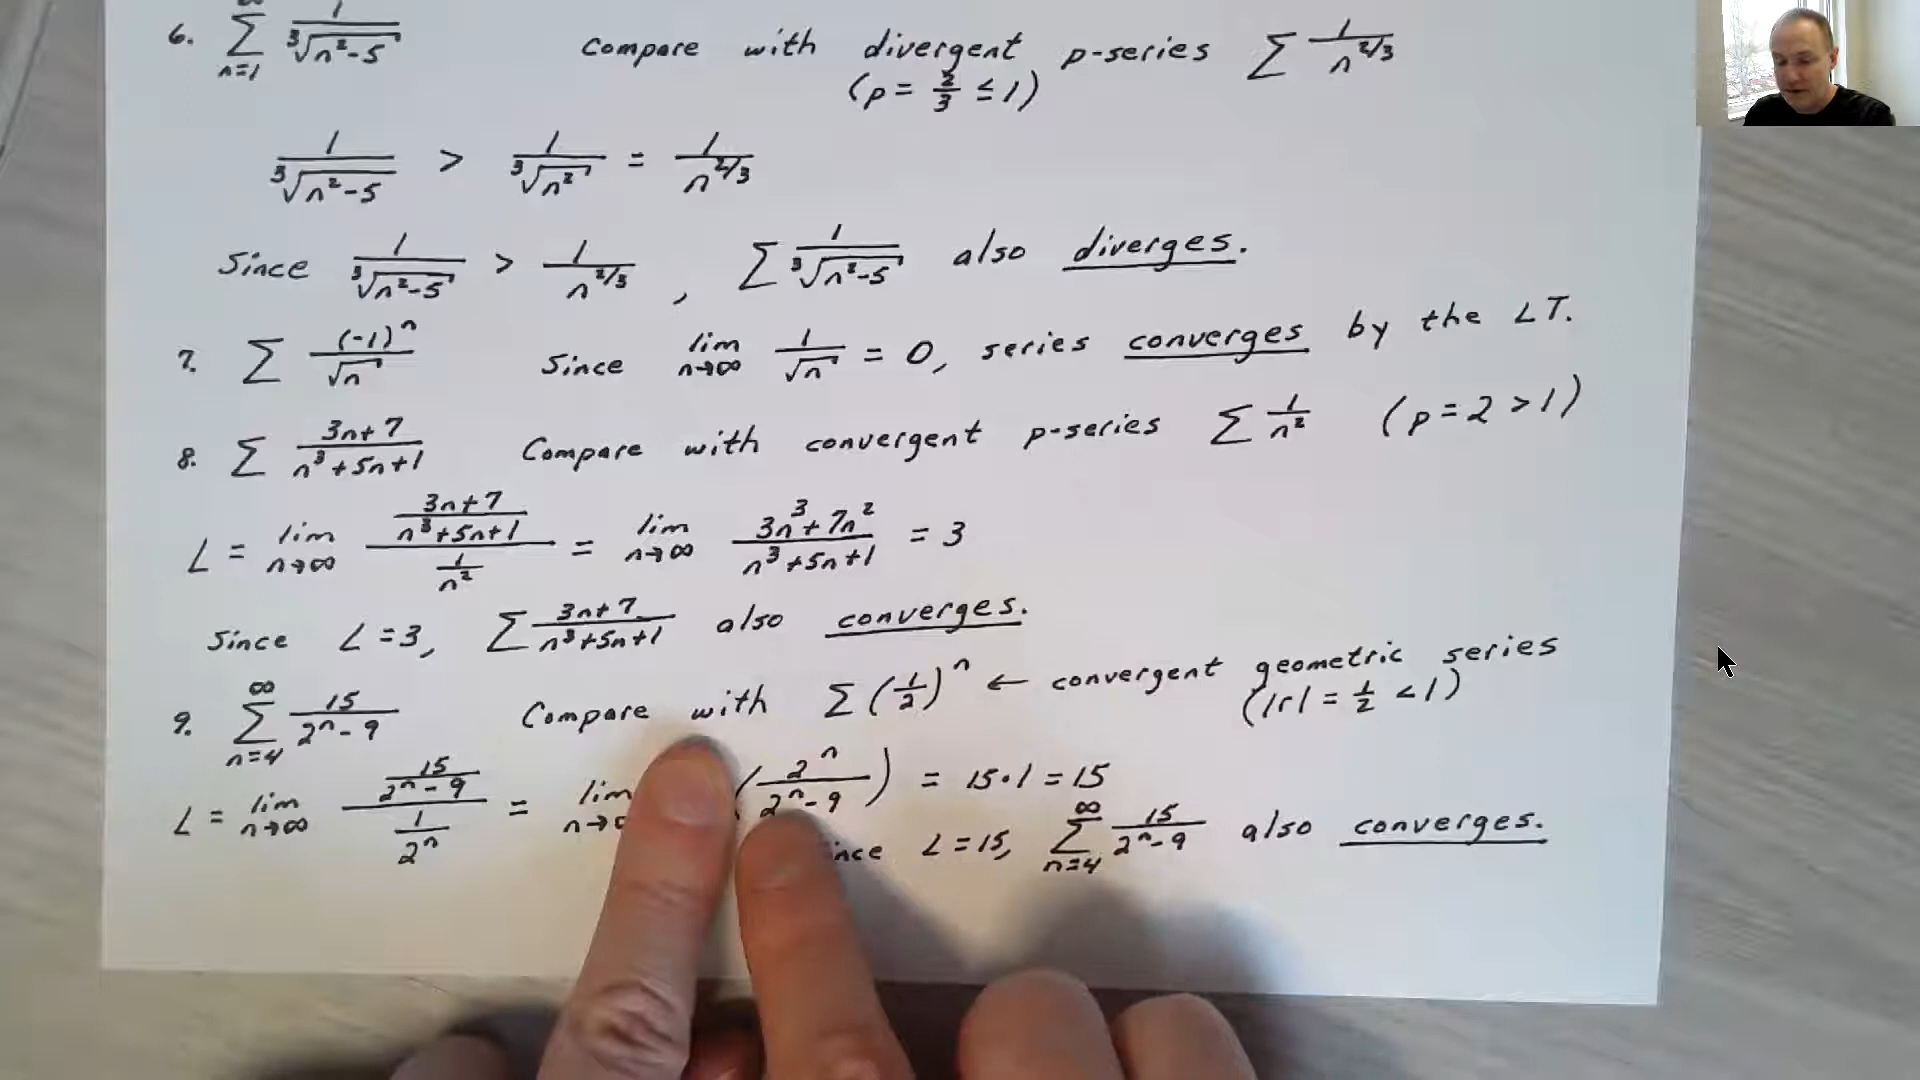 6. ∞∑n=1 1/∛(n²-5) Compare with divergent p-series ∑ 1/n^(2/3)
(p = 2/3 ≤ 1)
1/∛(n²-5) > 1/∛(n²) = 1/n^(2/3)
Since 1/∛(n²-5) > 1/n^(2/3), ∑ 1/∛(n²-5) also diverges.
7. ∑ (-1)^n/√n Since lim n→∞ 1/√n = 0, series converges by the LT.
8. ∑ (3n+7)/(n³+5n+1) Compare with convergent p-series ∑ 1/n² (p=2>1)
L = lim n→∞ ((3n+7)/(n³+5n+1))/(1/n²) = lim n→∞ (3n³+7n²)/(n³+5n+1) = 3
Since L=3, ∑ (3n+7)/(n³+5n+1) also converges.
9. ∞∑n=4 15/(2^n-9) Compare with ∑ (1/2)^n ← convergent geometric series
(|r| = 1/2 < 1)
L = lim n→∞ (15/(2^n-9))/(1/2^n) = lim (2^n/(2^n-9)) = 15·1 = 15
L=15, ∞∑n=4 15/(2^n-9) also converges.